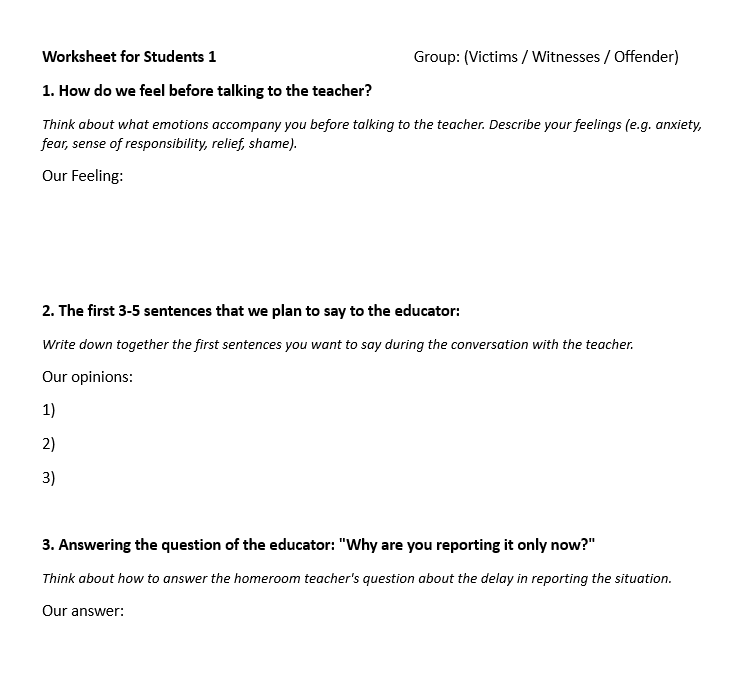 Worksheet for Students 1 Group: (Victims / Witnesses / Offender)
1. How do we feel before talking to the teacher?
Think about what emotions accompany you before talking to the teacher. Describe your feelings (e.g. anxiety,
fear, sense of responsibility, relief, shame).
Our Feeling:
2. The first 3-5 sentences that we plan to say to the educator:
Write down together the first sentences you want to say during the conversation with the teacher.
Our opinions:
1)
2)
3)
3. Answering the question of the educator: "Why are you reporting it only now?"
Think about how to answer the homeroom teacher's question about the delay in reporting the situation.
Our answer: